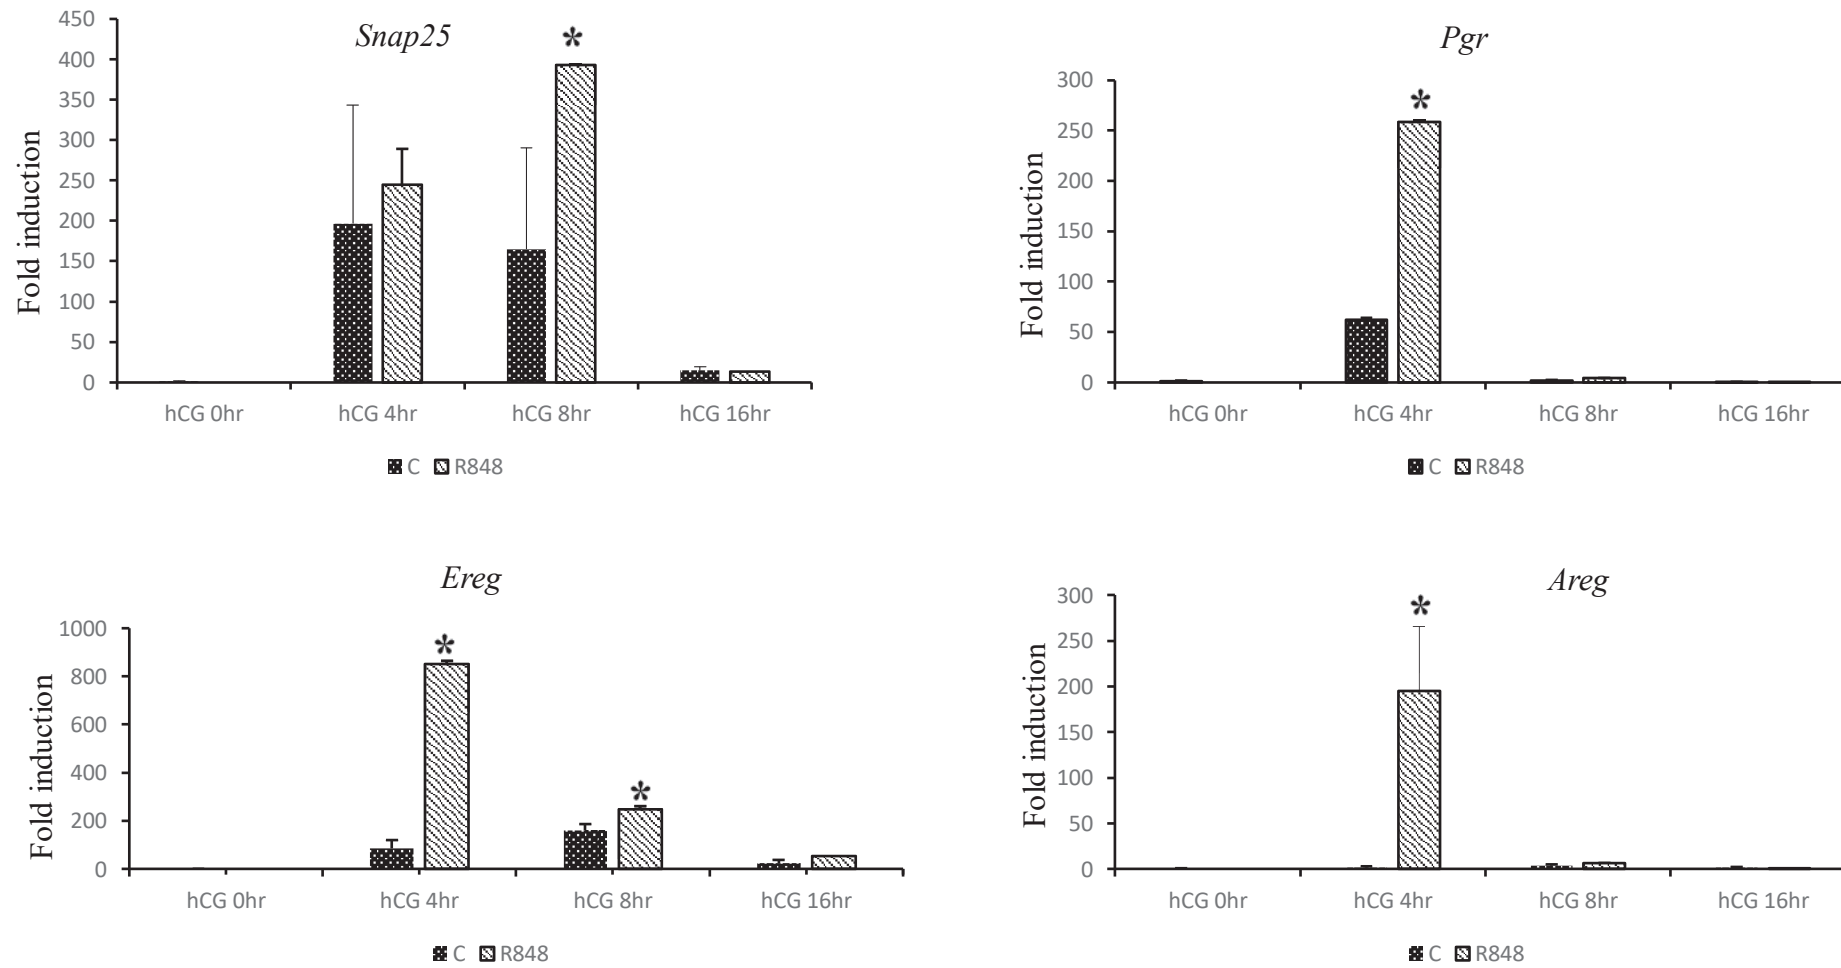 Snap25
*
Fold induction
450
400
350
300
250
200
150
100
50
0
hCG 0hr hCG 4hr hCG 8hr hCG 16hr
C R848
Pgr
*
Fold induction
300
250
200
150
100
50
0
hCG 0hr hCG 4hr hCG 8hr hCG 16hr
C R848
Ereg
*
*
Fold induction
1000
800
600
400
200
0
hCG 0hr hCG 4hr hCG 8hr hCG 16hr
C R848
Areg
*
Fold induction
300
250
200
150
100
50
0
hCG 0hr hCG 4hr hCG 8hr hCG 16hr
C R848